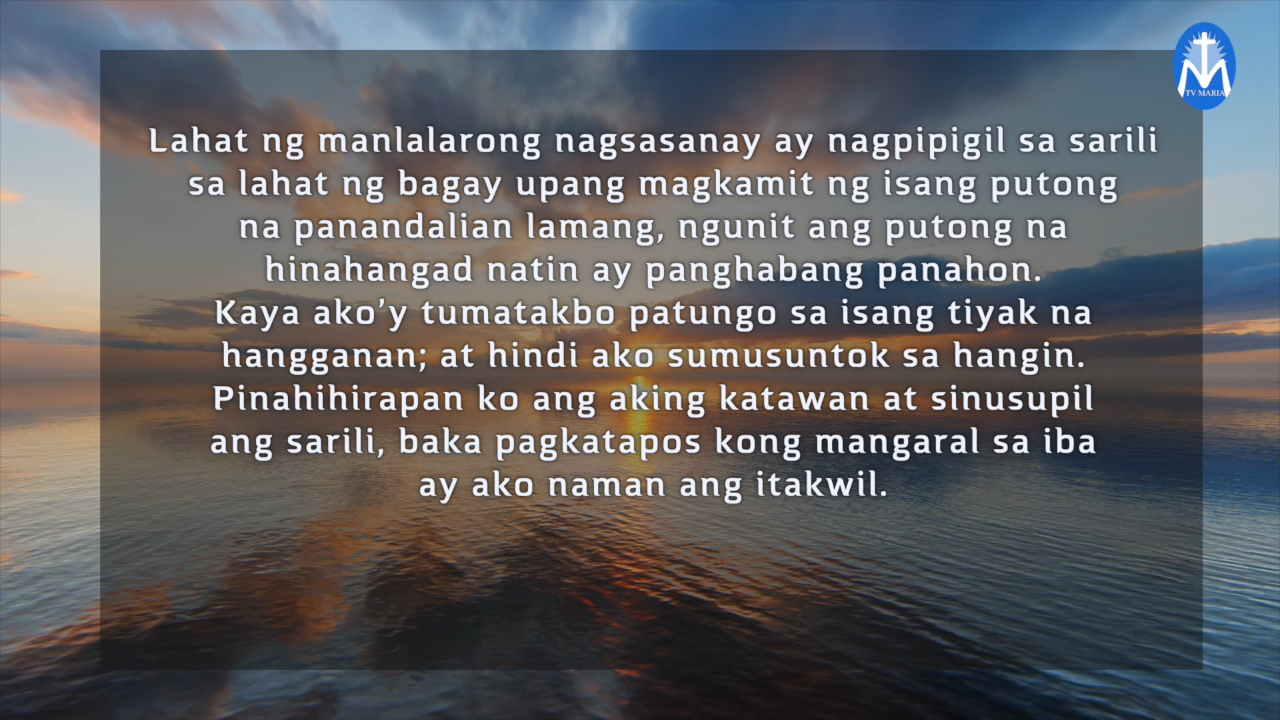 TV MARIA
Lahat ng manlalarong nagsasanay ay nagpipigil sa sarili
sa lahat ng bagay upang magkamit ng isang putong
na panandalian lamang, ngunit ang putong na
hinahangad natin ay panghabang panahon.
Kaya ako’y tumatakbo patungo sa isang tiyak na
hangganan; at hindi ako sumusuntok sa hangin.
Pinahihirapan ko ang aking katawan at sinusupil
ang sarili, baka pagkatapos kong mangaral sa iba
ay ako naman ang itakwil.